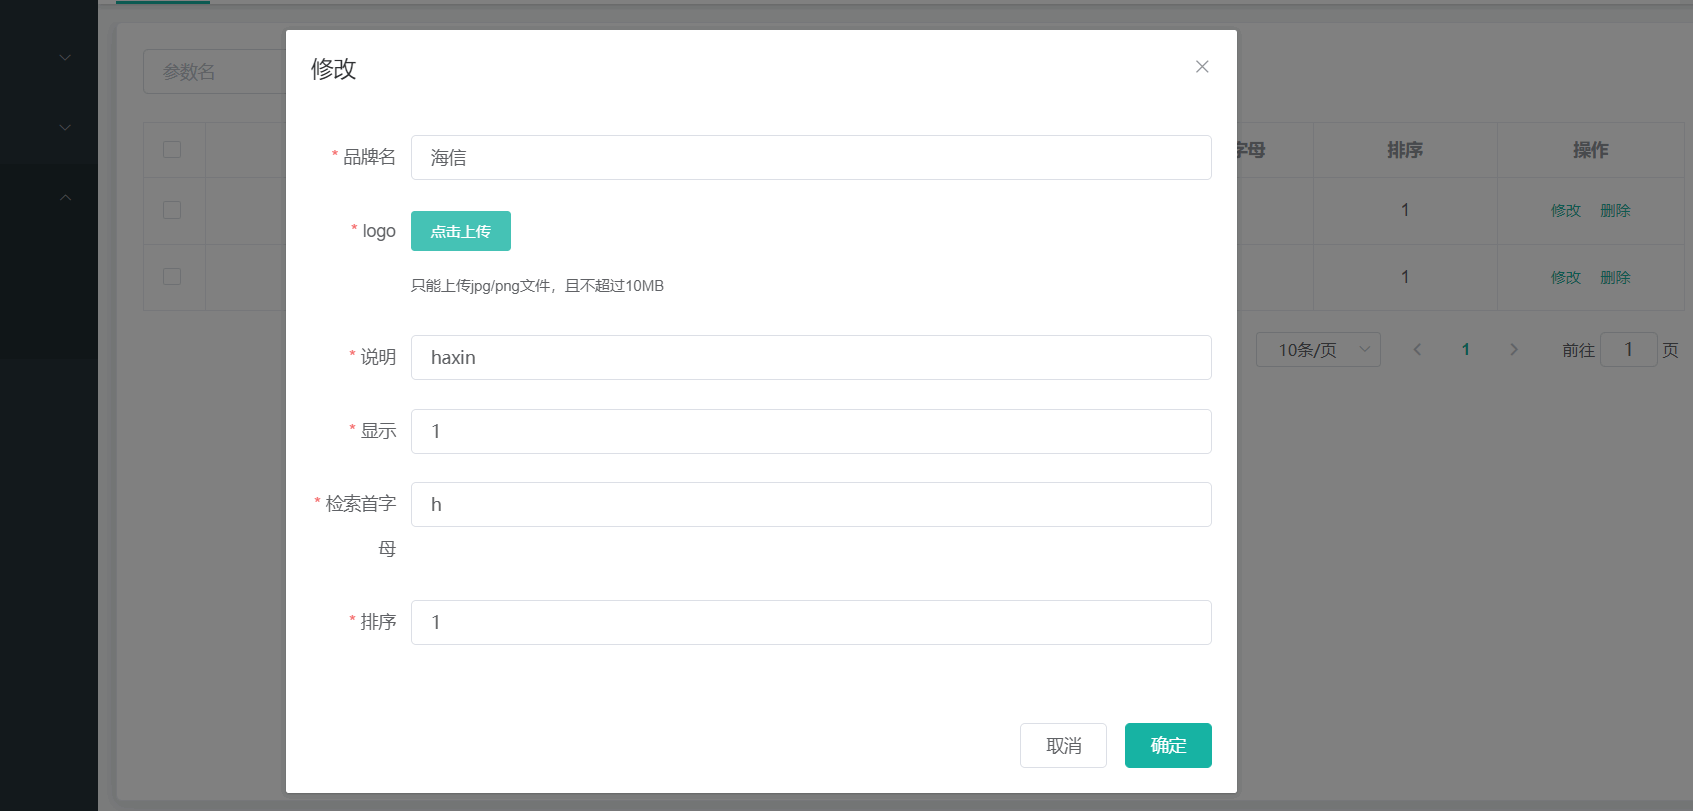 修改
参数名
* 品牌名 海信
* logo 点击上传
只能上传jpg/png文件，且不超过10MB
* 说明 haxin
* 显示 1
* 检索首字母 h
* 排序 1
取消 确定
字母 排序 操作
1 修改 删除
1 修改 删除
10条/页 1 前往 1 页